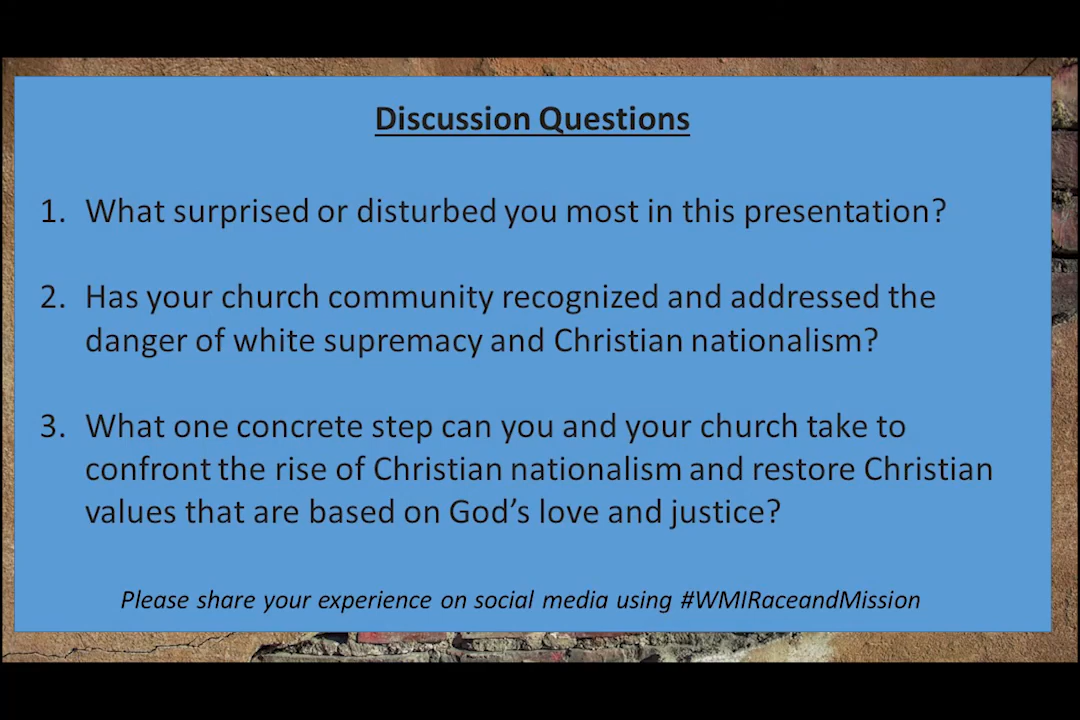 Discussion Questions
1. What surprised or disturbed you most in this presentation?
2. Has your church community recognized and addressed the
danger of white supremacy and Christian nationalism?
3. What one concrete step can you and your church take to
confront the rise of Christian nationalism and restore Christian
values that are based on God’s love and justice?
Please share your experience on social media using #WMIRaceandMission